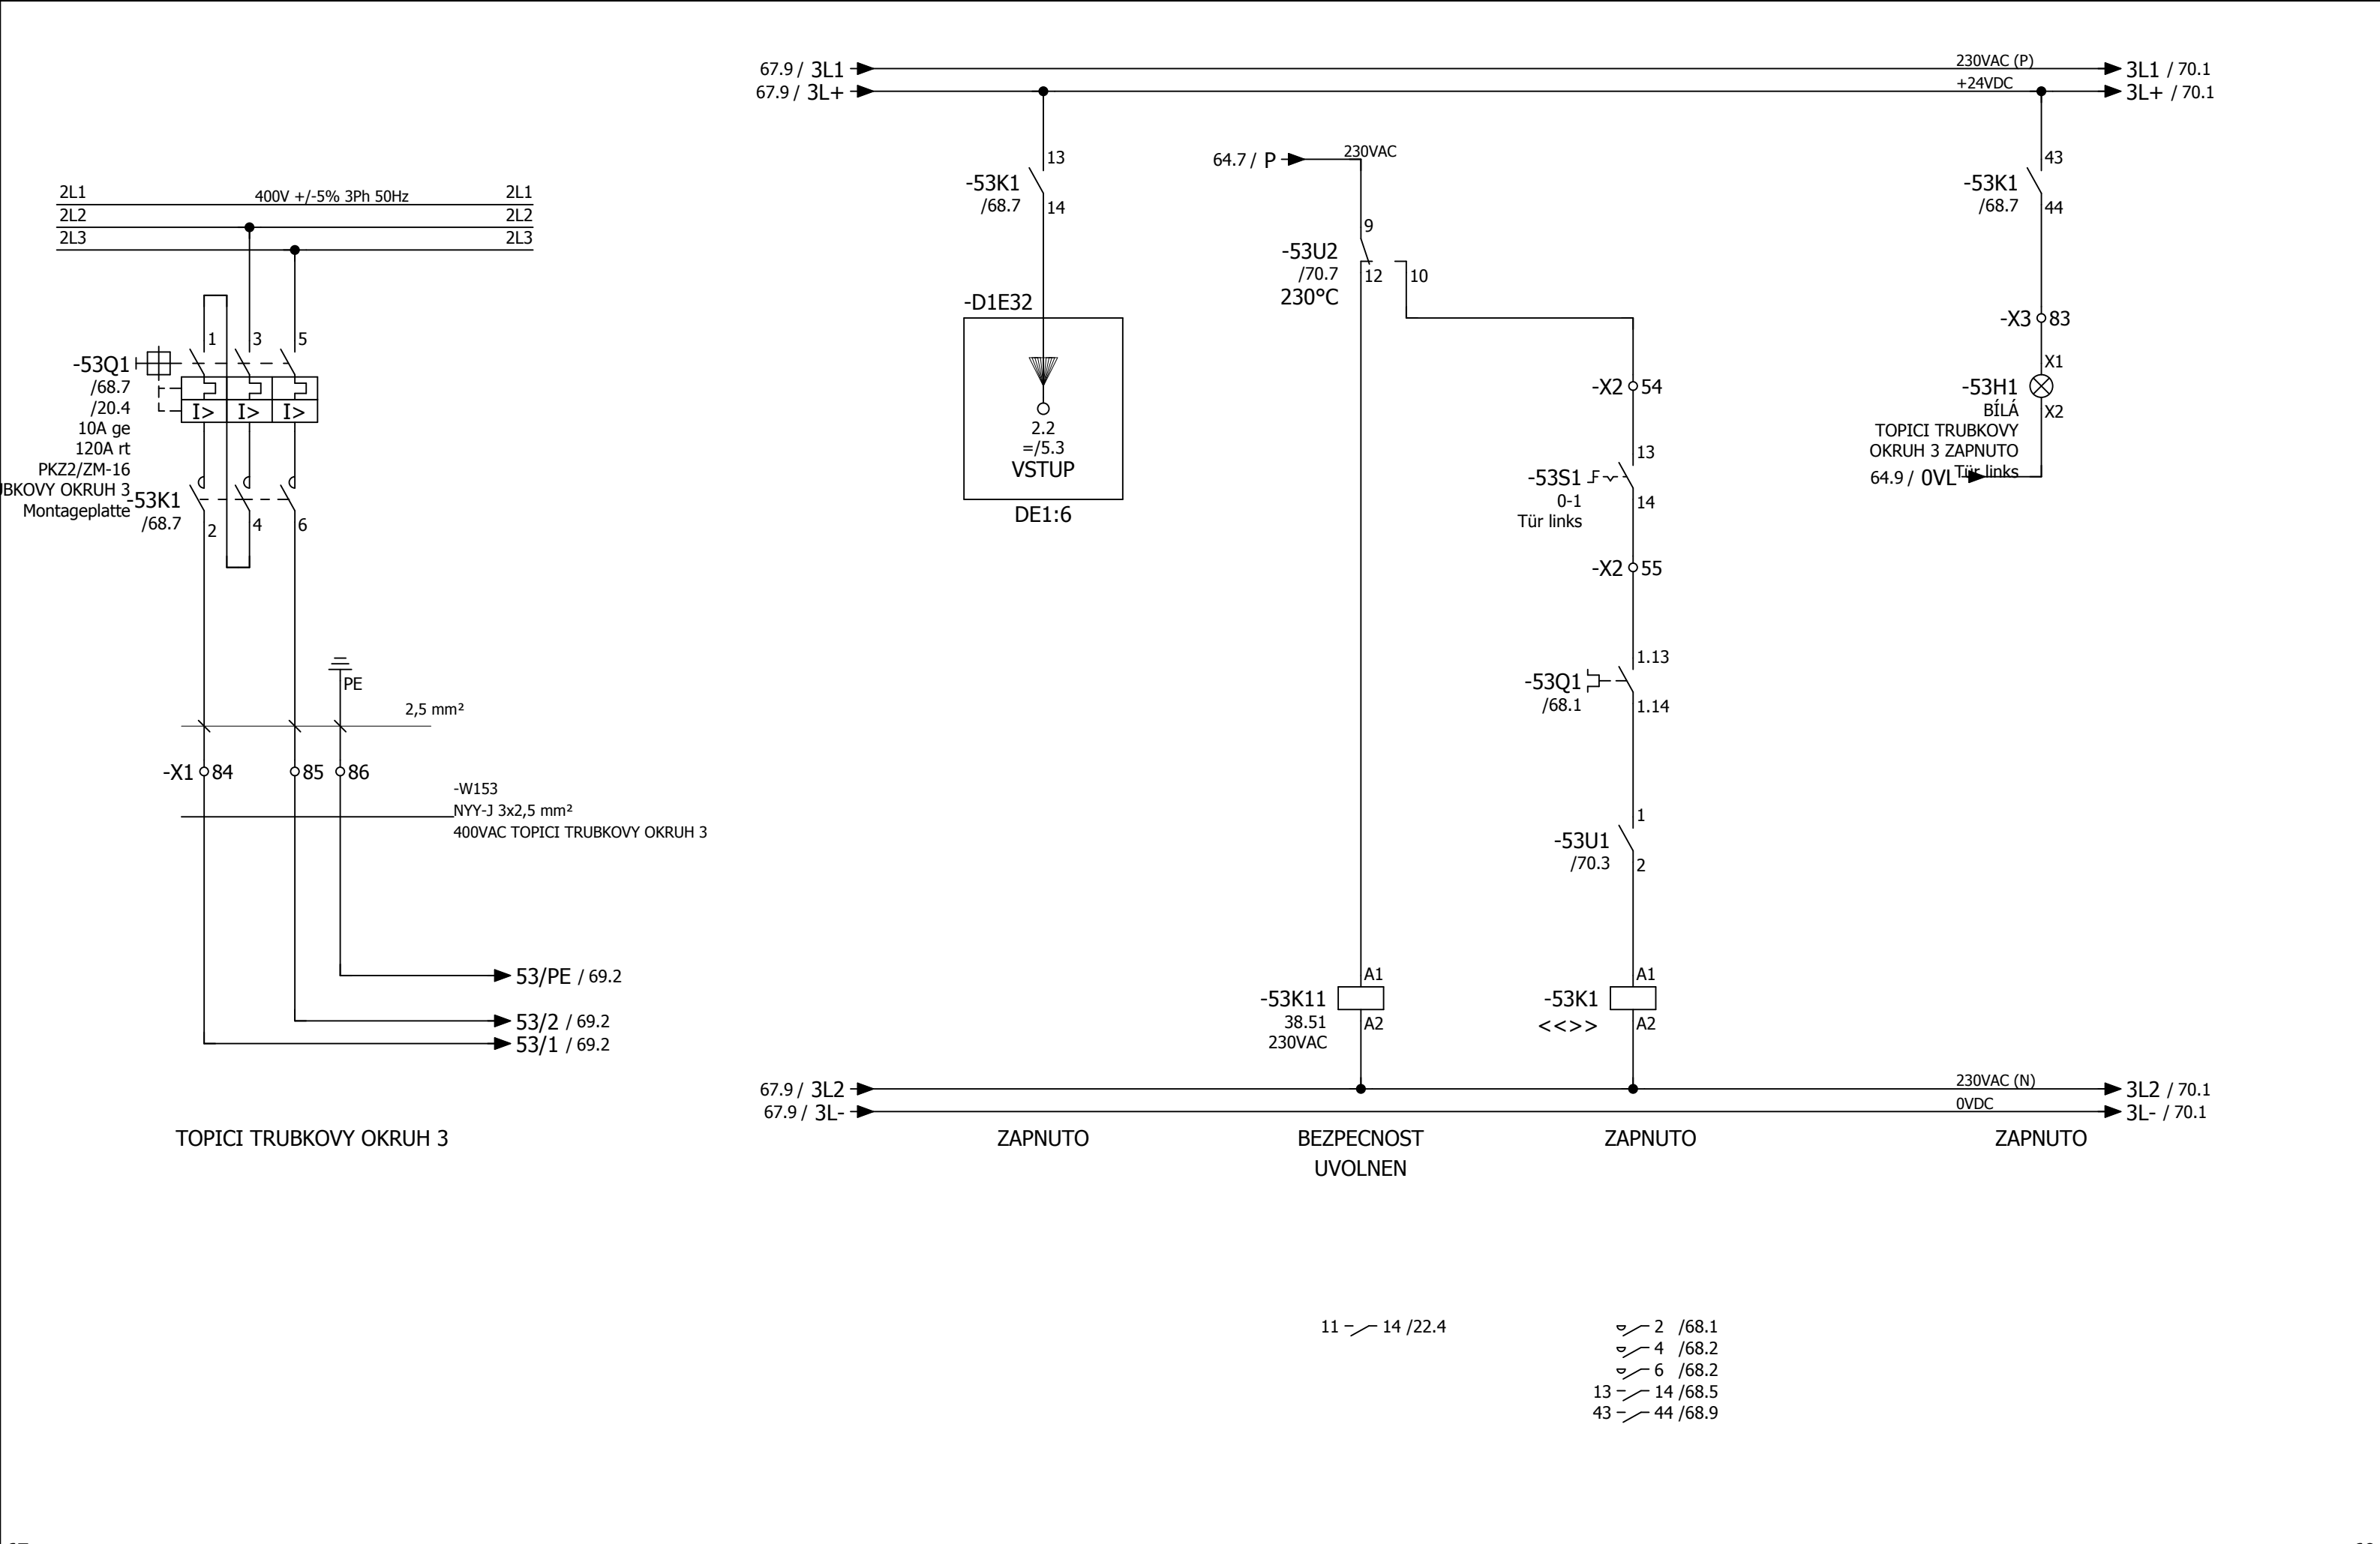 67.9 / 3L1
230VAC (P)
3L1 / 70.1
67.9 / 3L+
+24VDC
3L+ / 70.1
2L1
400V +/-5% 3Ph 50Hz
2L1
2L2
2L2
2L3
2L3
1
3
5
-53Q1
/68.7
/20.4
10A ge
120A rt
PKZ2/ZM-16
OKRUH 3
Montageplatte
I>
I>
I>
-53K1
/68.7
2
4
6
PE
2,5 mm²
-X1
84
85
86
-W153
NYY-J 3x2,5 mm²
400VAC TOPICI TRUBKOVY OKRUH 3
53/PE / 69.2
53/2 / 69.2
53/1 / 69.2
TOPICI TRUBKOVY OKRUH 3
13
-53K1
/68.7
14
-D1E32
2.2
=/5.3
VSTUP
DE1:6
64.7 / P
230VAC
9
-53U2
/70.7
230°C
12
10
-X2
54
13
-53S1
0-1
Tür links
14
-X2
55
1.13
-53Q1
/68.1
1.14
1
-53U1
/70.3
2
A1
-53K11
38.51
230VAC
A2
A1
-53K1
<<>>
A2
43
-53K1
/68.7
44
-X3
83
X1
-53H1
BÍLÁ
X2
TOPICI TRUBKOVY
OKRUH 3 ZAPNUTO
Tür links
64.9 / 0VL
67.9 / 3L2
230VAC (N)
3L2 / 70.1
67.9 / 3L-
0VDC
3L- / 70.1
ZAPNUTO
BEZPECNOST
UVOLNEN
ZAPNUTO
ZAPNUTO
11
14 /22.4
2 /68.1
4 /68.2
6 /68.2
13
14 /68.5
43
44 /68.9